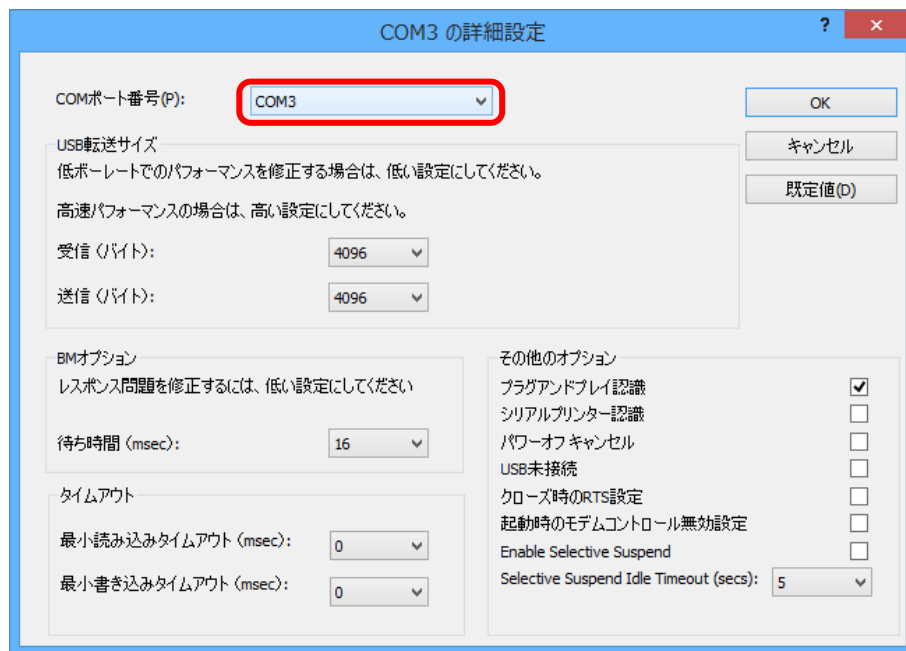 COM3 の詳細設定
?
×
COMポート番号(P):
COM3
OK
キャンセル
既定値(D)
USB転送サイズ
低ボーレートでのパフォーマンスを修正する場合は、低い設定にしてください。
高速パフォーマンスの場合は、高い設定にしてください。
受信 (バイト):
4096
送信 (バイト):
4096
BMオプション
レスポンス問題を修正するには、低い設定にしてください
待ち時間 (msec):
16
タイムアウト
最小読み込みタイムアウト (msec):
0
最小書き込みタイムアウト (msec):
0
その他のオプション
プラグアンドプレイ認識
シリアルプリンター認識
パワーオフ キャンセル
USB未接続
クローズ時のRTS設定
起動時のモデムコントロール無効設定
Enable Selective Suspend
Selective Suspend Idle Timeout (secs):
5